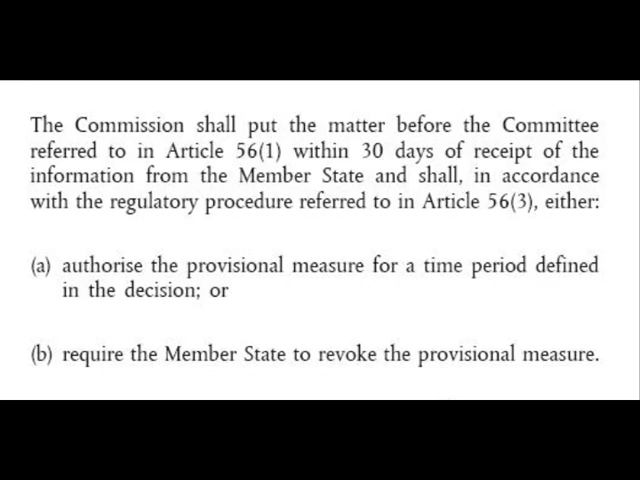 The Commission shall put the matter before the Committee
referred to in Article 56(1) within 30 days of receipt of the
information from the Member State and shall, in accordance
with the regulatory procedure referred to in Article 56(3), either:
(a) authorise the provisional measure for a time period defined
in the decision; or
(b) require the Member State to revoke the provisional measure.